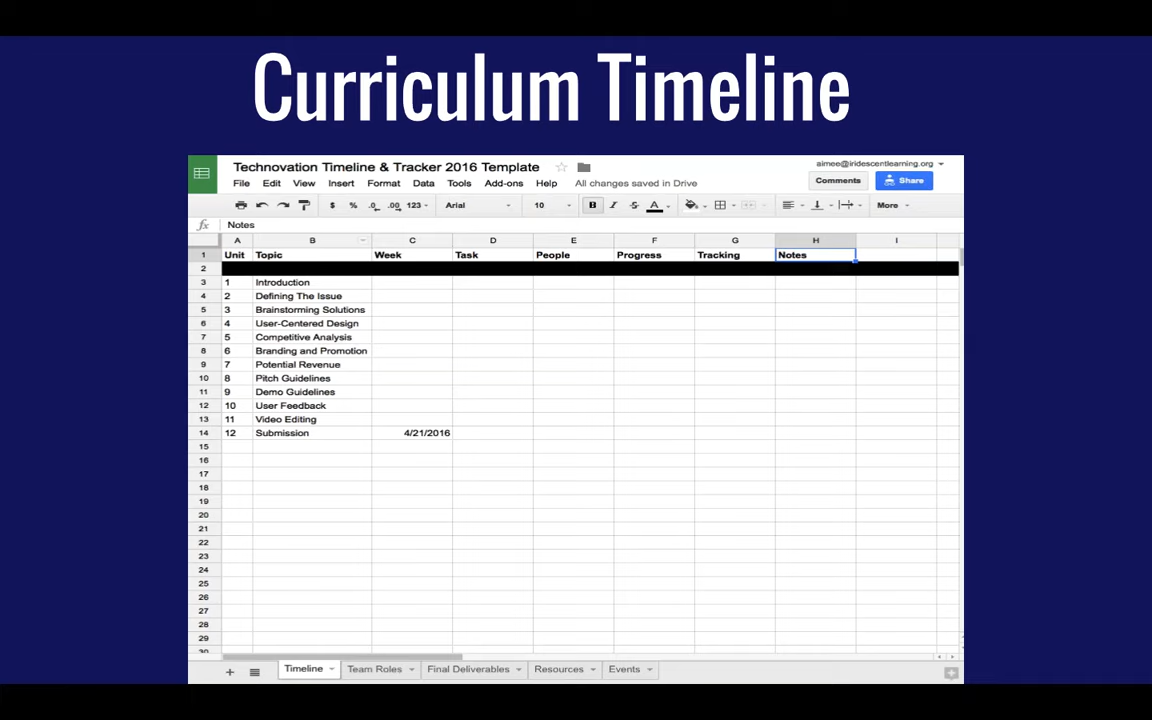 Curriculum Timeline
Technovation Timeline & Tracker 2016 Template
aimee@iridescentlearning.org
File Edit View Insert Format Data Tools Add-ons Help All changes saved in Drive
Comments Share
$ % .0 .00 123 Arial 10 B I S A More
fx Notes
A B C D E F G H I
1 Unit Topic Week Task People Progress Tracking Notes
2
3 1 Introduction
4 2 Defining The Issue
5 3 Brainstorming Solutions
6 4 User-Centered Design
7 5 Competitive Analysis
8 6 Branding and Promotion
9 7 Potential Revenue
10 8 Pitch Guidelines
11 9 Demo Guidelines
12 10 User Feedback
13 11 Video Editing
14 12 Submission 4/21/2016
15
16
17
18
19
20
21
22
23
24
25
26
27
28
29
30
Timeline Team Roles Final Deliverables Resources Events